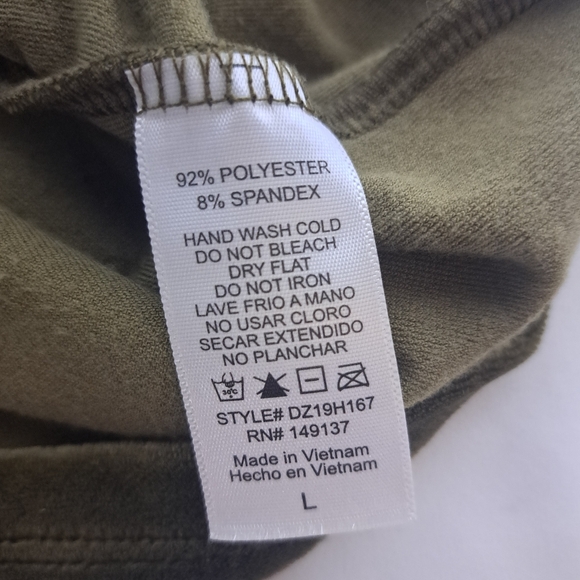 92% POLYESTER
8% SPANDEX
HAND WASH COLD
DO NOT BLEACH
DRY FLAT
DO NOT IRON
LAVE FRIO A MANO
NO USAR CLORO
SECAR EXTENDIDO
NO PLANCHAR
30°C
STYLE# DZ19H167
RN# 149137
Made in Vietnam
Hecho en Vietnam
L